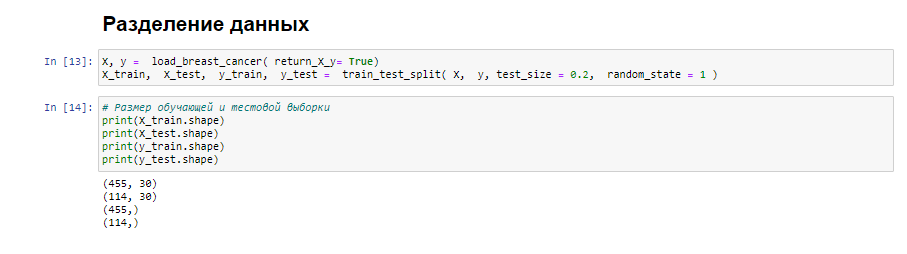 Разделение данных
In [13]: X, y =  load_breast_cancer( return_X_y= True)
X_train,  X_test,  y_train,  y_test =  train_test_split( X,  y, test_size = 0.2,  random_state = 1 )
In [14]: # Размер обучающей и тестовой выборки
print(X_train.shape)
print(X_test.shape)
print(y_train.shape)
print(y_test.shape)
(455, 30)
(114, 30)
(455,)
(114,)